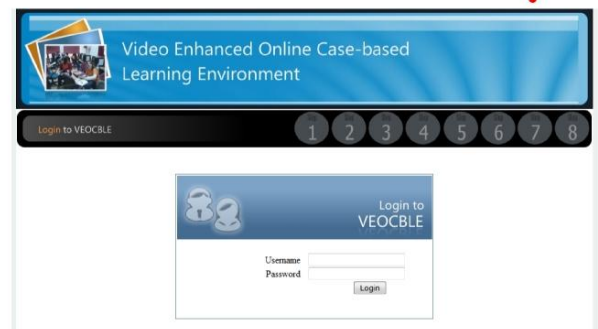 Video Enhanced Online Case-based
Learning Environment
Login to VEOCBLE
1 2 3 4 5 6 7 8
Login to
VEOCBLE
Username
Password
Login